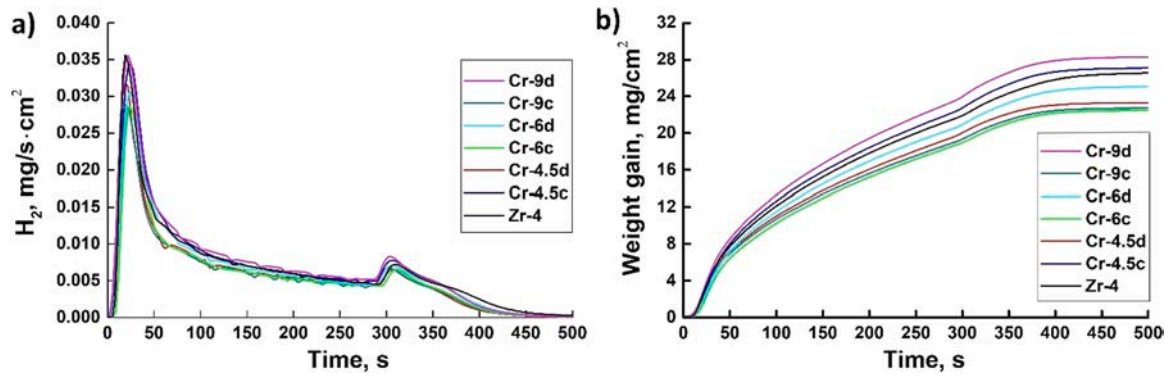 a)
H₂, mg/s·cm²
0.040
0.035
0.030
0.025
0.020
0.015
0.010
0.005
0.000
0 50 100 150 200 250 300 350 400 450 500
Time, s
Cr-9d
Cr-9c
Cr-6d
Cr-6c
Cr-4.5d
Cr-4.5c
Zr-4
b)
Weight gain, mg/cm²
32
28
24
20
16
12
8
4
0
0 50 100 150 200 250 300 350 400 450 500
Time, s
Cr-9d
Cr-9c
Cr-6d
Cr-6c
Cr-4.5d
Cr-4.5c
Zr-4